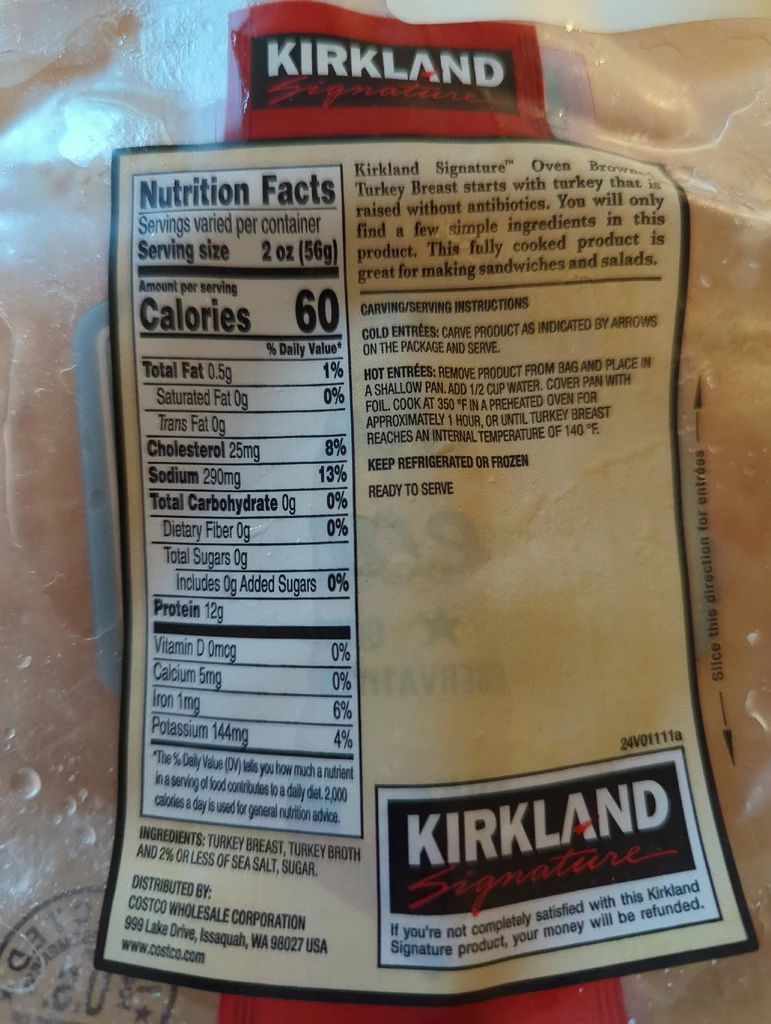 KIRKLAND
Signature
Nutrition Facts
Servings varied per container
Serving size 2 oz (56g)
Amount per serving
Calories 60
% Daily Value*
Total Fat 0.5g 1%
Saturated Fat 0g 0%
Trans Fat 0g
Cholesterol 25mg 8%
Sodium 290mg 13%
Total Carbohydrate 0g 0%
Dietary Fiber 0g 0%
Total Sugars 0g
Includes 0g Added Sugars 0%
Protein 12g
Vitamin D 0mcg 0%
Calcium 5mg 0%
Iron 1mg 6%
Potassium 144mg 4%
*The % Daily Value (DV) tells you how much a nutrient
in a serving of food contributes to a daily diet. 2,000
calories a day is used for general nutrition advice.
INGREDIENTS: TURKEY BREAST, TURKEY BROTH
AND 2% OR LESS OF SEA SALT, SUGAR.
DISTRIBUTED BY:
COSTCO WHOLESALE CORPORATION
999 Lake Drive, Issaquah, WA 98027 USA
www.costco.com
Kirkland Signature™ Oven
Turkey Breast starts with turkey that is
raised without antibiotics. You will only
find a few simple ingredients in this
product. This fully cooked product is
great for making sandwiches and salads.
CARVING/SERVING INSTRUCTIONS
COLD ENTRÉES: CARVE PRODUCT AS INDICATED BY ARROWS
ON THE PACKAGE AND SERVE.
HOT ENTRÉES: REMOVE PRODUCT FROM BAG AND PLACE IN
A SHALLOW PAN. ADD 1/2 CUP WATER. COVER PAN WITH
FOIL. COOK AT 350 °F IN A PREHEATED OVEN FOR
APPROXIMATELY 1 HOUR, OR UNTIL TURKEY BREAST
REACHES AN INTERNAL TEMPERATURE OF 140 °F.
KEEP REFRIGERATED OR FROZEN
READY TO SERVE
24V01111a
KIRKLAND
Signature
If you're not completely satisfied with this Kirkland
Signature product, your money will be refunded.
Slice this direction for entrées